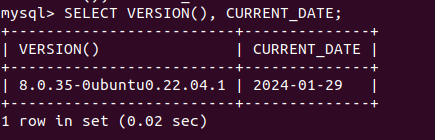 mysql> SELECT VERSION(), CURRENT_DATE;
+-------------------------+--------------+
| VERSION()               | CURRENT_DATE |
+-------------------------+--------------+
| 8.0.35-0ubuntu0.22.04.1 | 2024-01-29   |
+-------------------------+--------------+
1 row in set (0.02 sec)